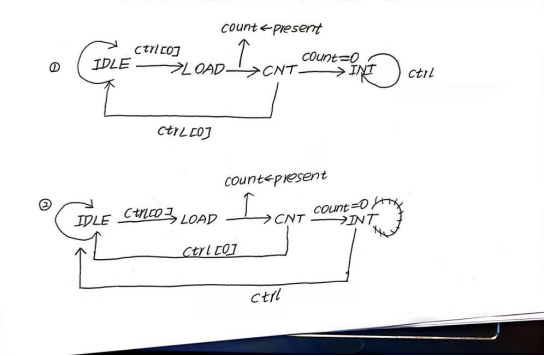 count←present
① IDLE ctrl[0] LOAD CNT count=0 INT ctrl
ctrl[0]
count←present
② IDLE ctrl[0] LOAD CNT count=0 INT
ctrl[0]
ctrl